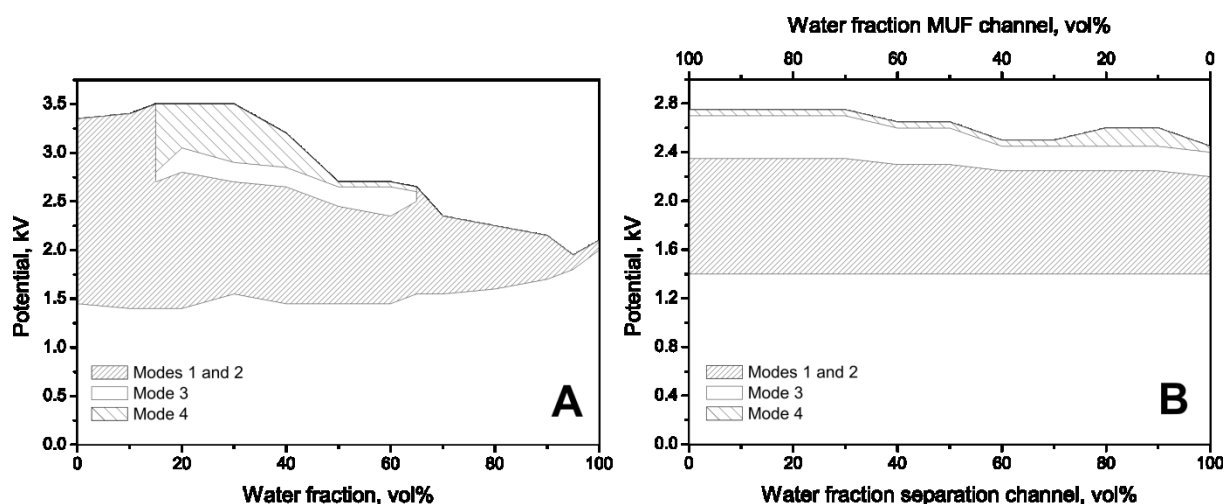 3.5
3.0
2.5
2.0
1.5
1.0
0.5
0.0
Potential, kV
0 20 40 60 80 100
Water fraction, vol%
Modes 1 and 2
Mode 3
Mode 4
A
Water fraction MUF channel, vol%
100 80 60 40 20 0
2.8
2.4
2.0
1.6
1.2
0.8
0.4
0.0
Potential, kV
0 20 40 60 80 100
Water fraction separation channel, vol%
Modes 1 and 2
Mode 3
Mode 4
B